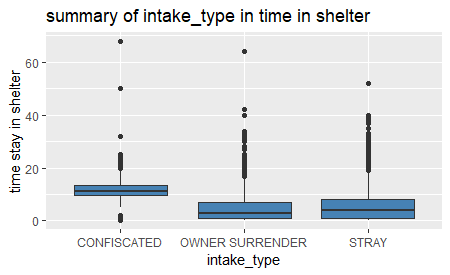 summary of intake_type in time in shelter
time stay in shelter
60
40
20
0
CONFISCATED OWNER SURRENDER STRAY
intake_type